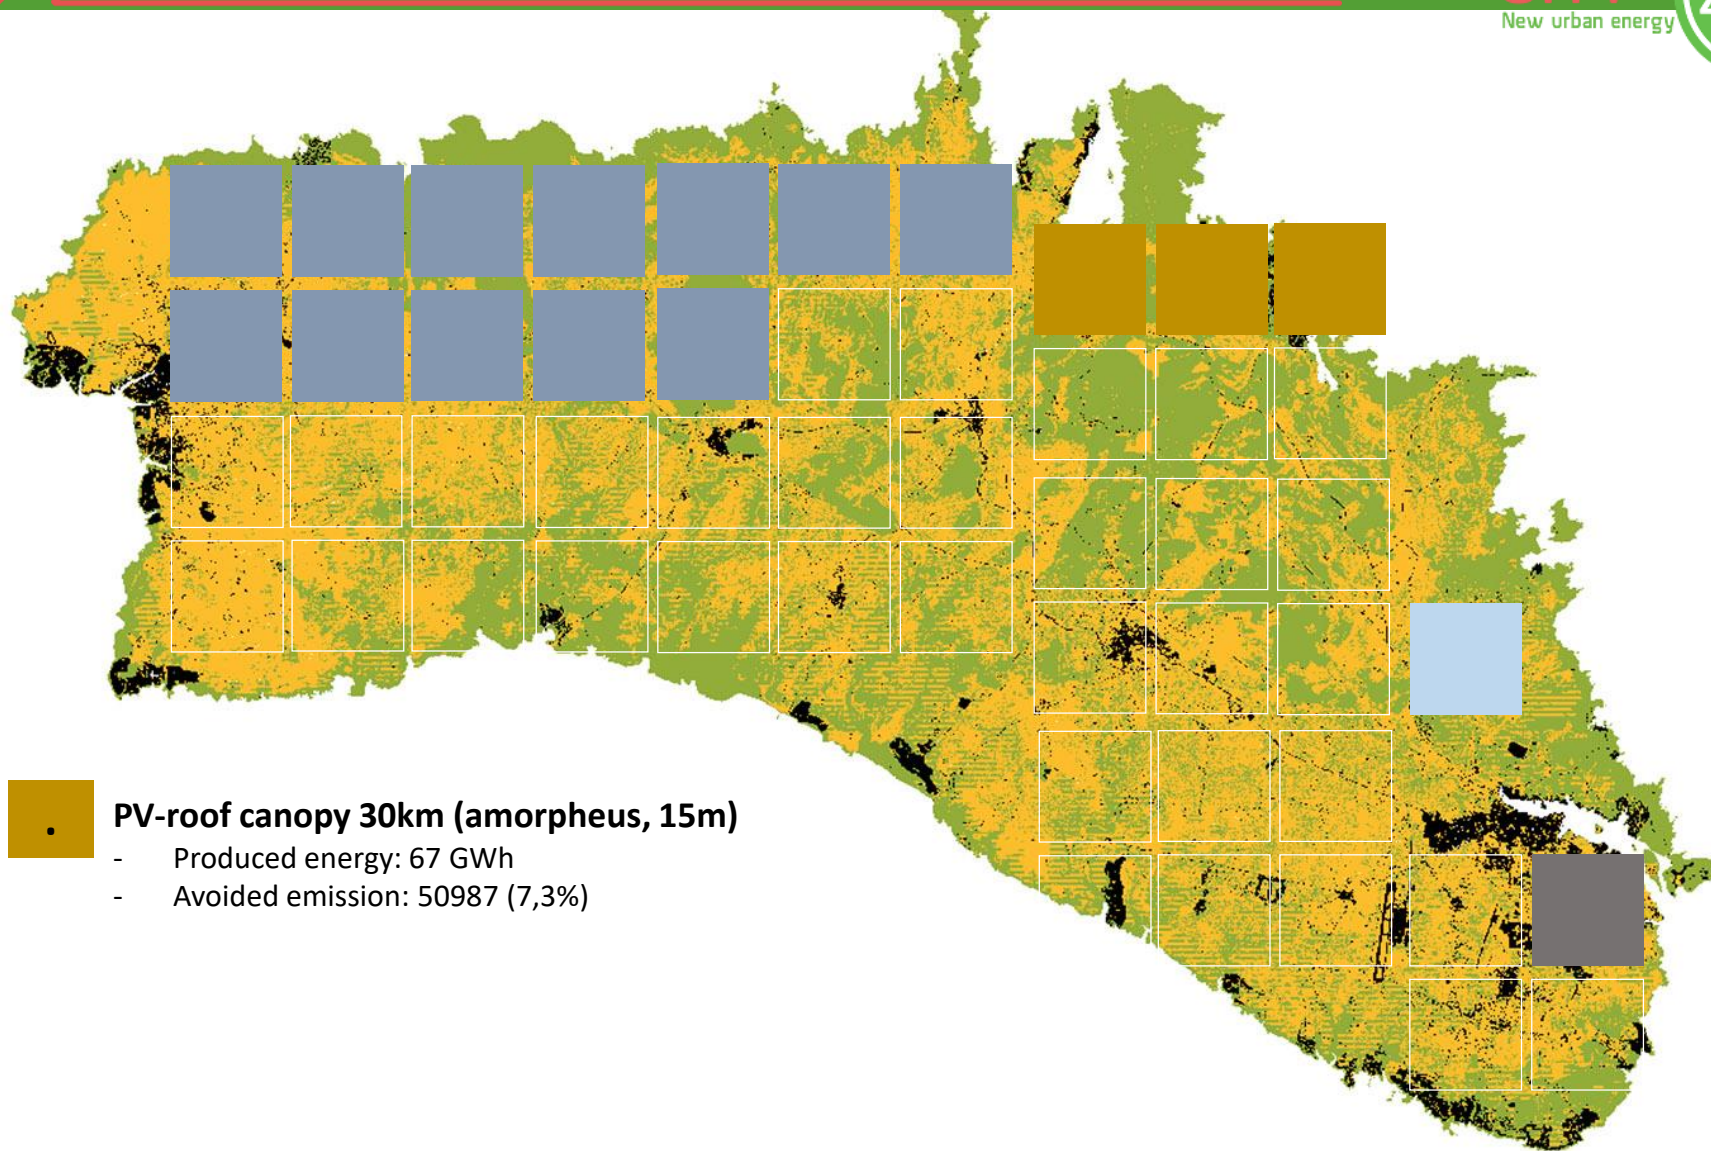 New urban energy
PV-roof canopy 30km (amorpheus, 15m)
- Produced energy: 67 GWh
- Avoided emission: 50987 (7,3%)